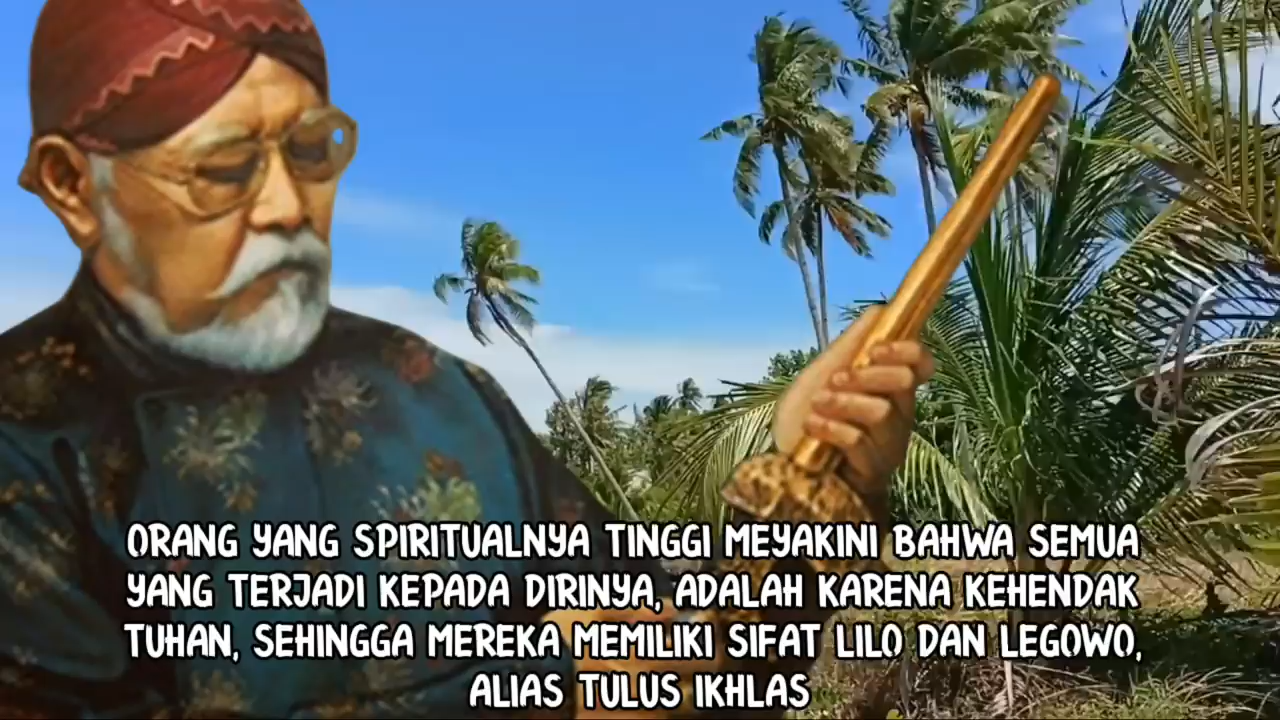 ORANG YANG SPIRITUALNYA TINGGI MEYAKINI BAHWA SEMUA
YANG TERJADI KEPADA DIRINYA, ADALAH KARENA KEHENDAK
TUHAN, SEHINGGA MEREKA MEMILIKI SIFAT LILO DAN LEGOWO,
ALIAS TULUS IKHLAS